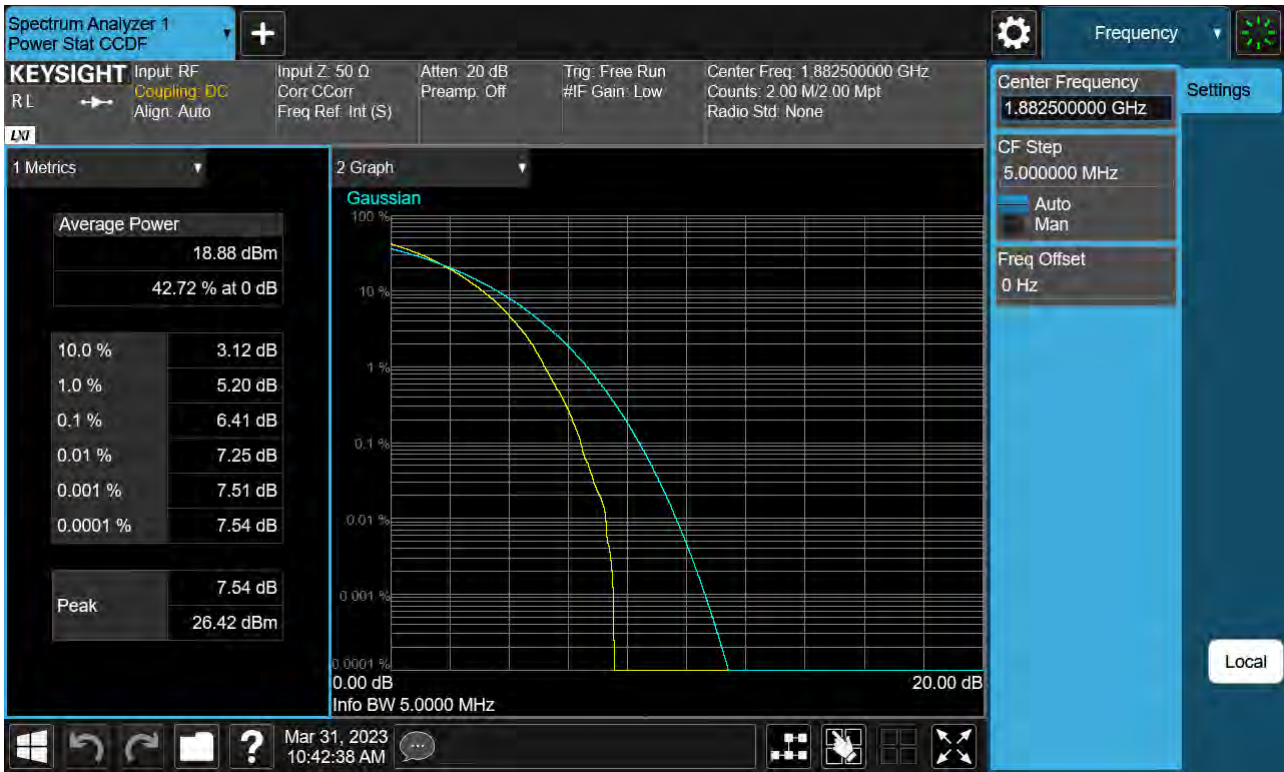 Spectrum Analyzer 1
Power Stat CCDF
Frequency
KEYSIGHT
R L
LXI
Input: RF
Coupling: DC
Align: Auto
Input Z: 50 Ω
Corr CCorr
Freq Ref: Int (S)
Atten: 20 dB
Preamp: Off
Trig: Free Run
#IF Gain: Low
Center Freq: 1.882500000 GHz
Counts: 2.00 M/2.00 Mpt
Radio Std: None
Center Frequency
1.882500000 GHz
Settings
CF Step
5.000000 MHz
Auto
Man
Freq Offset
0 Hz
1 Metrics
Average Power
18.88 dBm
42.72 % at 0 dB
10.0 % 3.12 dB
1.0 % 5.20 dB
0.1 % 6.41 dB
0.01 % 7.25 dB
0.001 % 7.51 dB
0.0001 % 7.54 dB
Peak
7.54 dB
26.42 dBm
2 Graph
Gaussian
100 %
10 %
1 %
0.1 %
0.01 %
0.001 %
0.0001 %
0.00 dB 20.00 dB
Info BW 5.0000 MHz
Local
?
Mar 31, 2023
10:42:38 AM